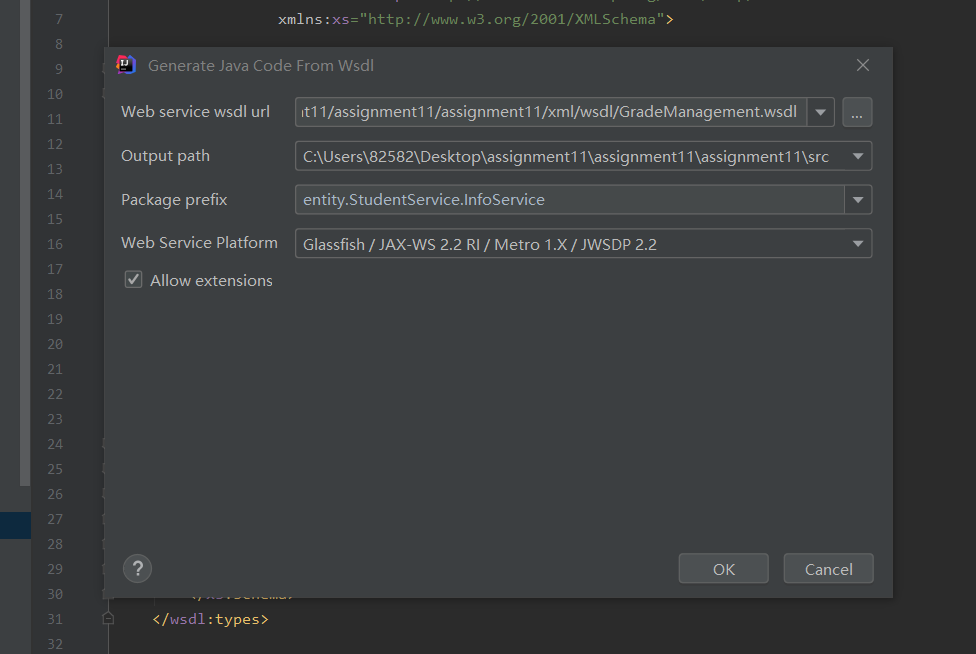 7 xmlns:xs="http://www.w3.org/2001/XMLSchema">
8
9
10
11
12
13
14
15
16
17
18
19
20
21
22
23
24
25
26
27
28
29
30
31 </wsdl:types>
32
Generate Java Code From Wsdl
Web service wsdl url
nt11/assignment11/assignment11/xml/wsdl/GradeManagement.wsdl
...
Output path
C:\Users\82582\Desktop\assignment11\assignment11\assignment11\src
Package prefix
entity.StudentService.InfoService
Web Service Platform
Glassfish / JAX-WS 2.2 RI / Metro 1.X / JWSDP 2.2
Allow extensions
?
OK
Cancel